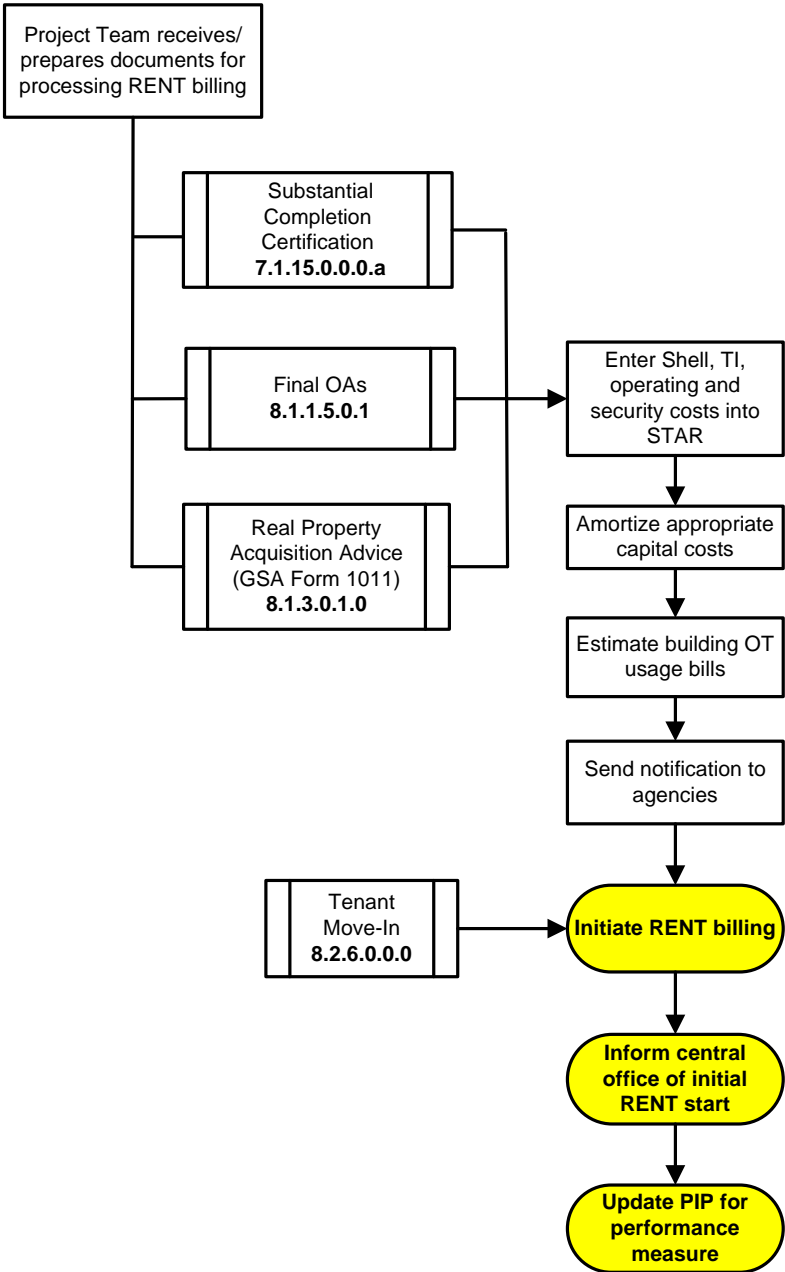 Project Team receives/
prepares documents for
processing RENT billing
Substantial
Completion
Certification
7.1.15.0.0.0.a
Final OAs
8.1.1.5.0.1
Real Property
Acquisition Advice
(GSA Form 1011)
8.1.3.0.1.0
Enter Shell, TI,
operating and
security costs into
STAR
Amortize appropriate
capital costs
Estimate building OT
usage bills
Send notification to
agencies
Tenant
Move-In
8.2.6.0.0.0
Initiate RENT billing
Inform central
office of initial
RENT start
Update PIP for
performance
measure